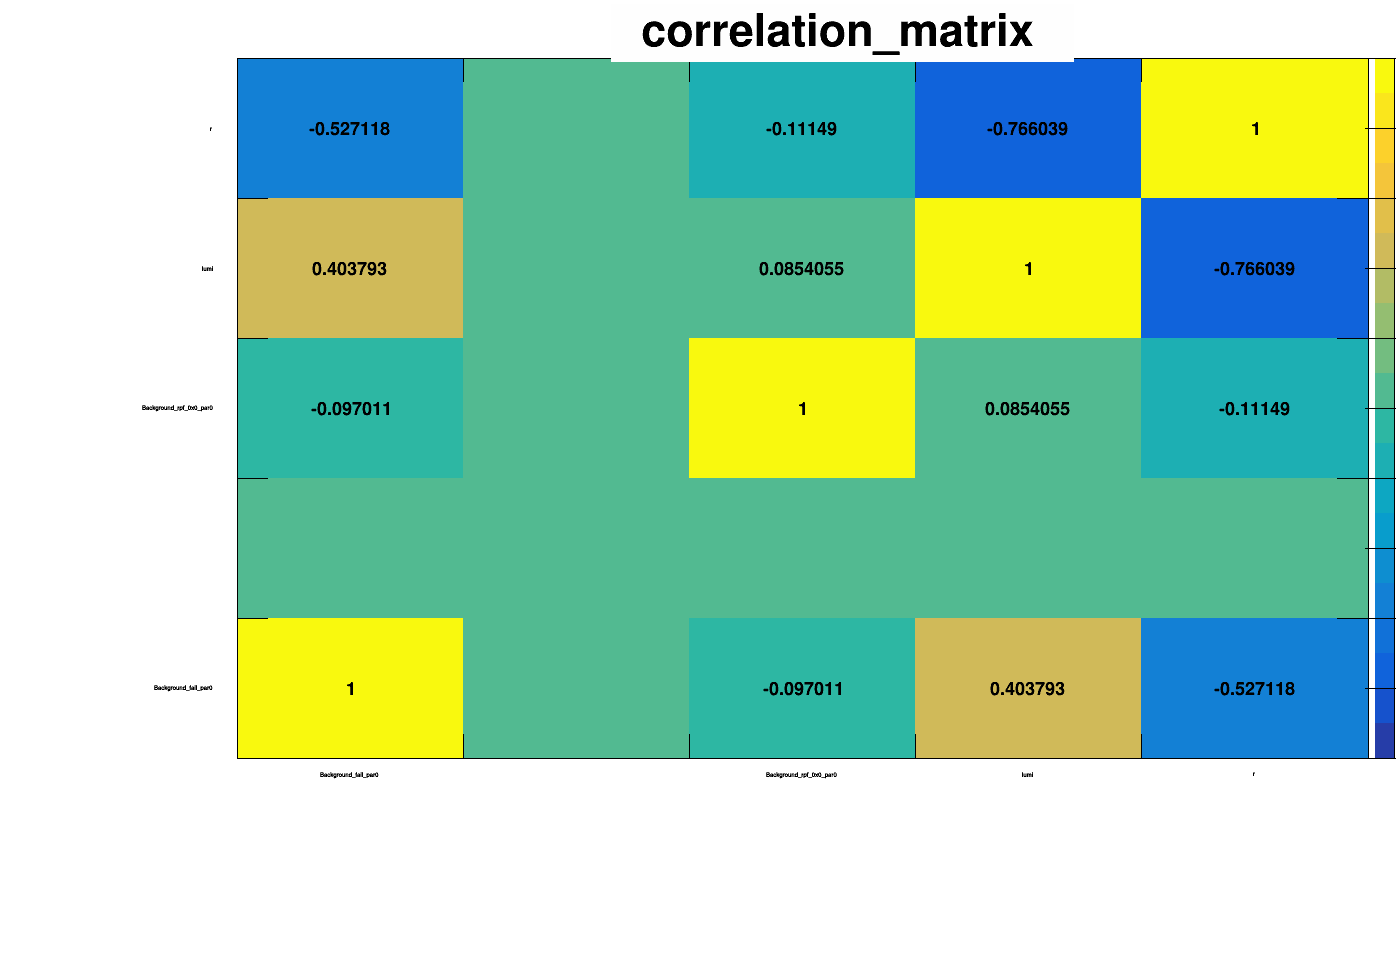 correlation_matrix
r
-0.527118
-0.11149
-0.766039
1
lumi
0.403793
0.0854055
1
-0.766039
Background_rpf_0x0_par0
-0.097011
1
0.0854055
-0.11149
Background_fail_par0
1
-0.097011
0.403793
-0.527118
Background_fail_par0
Background_rpf_0x0_par0
lumi
r